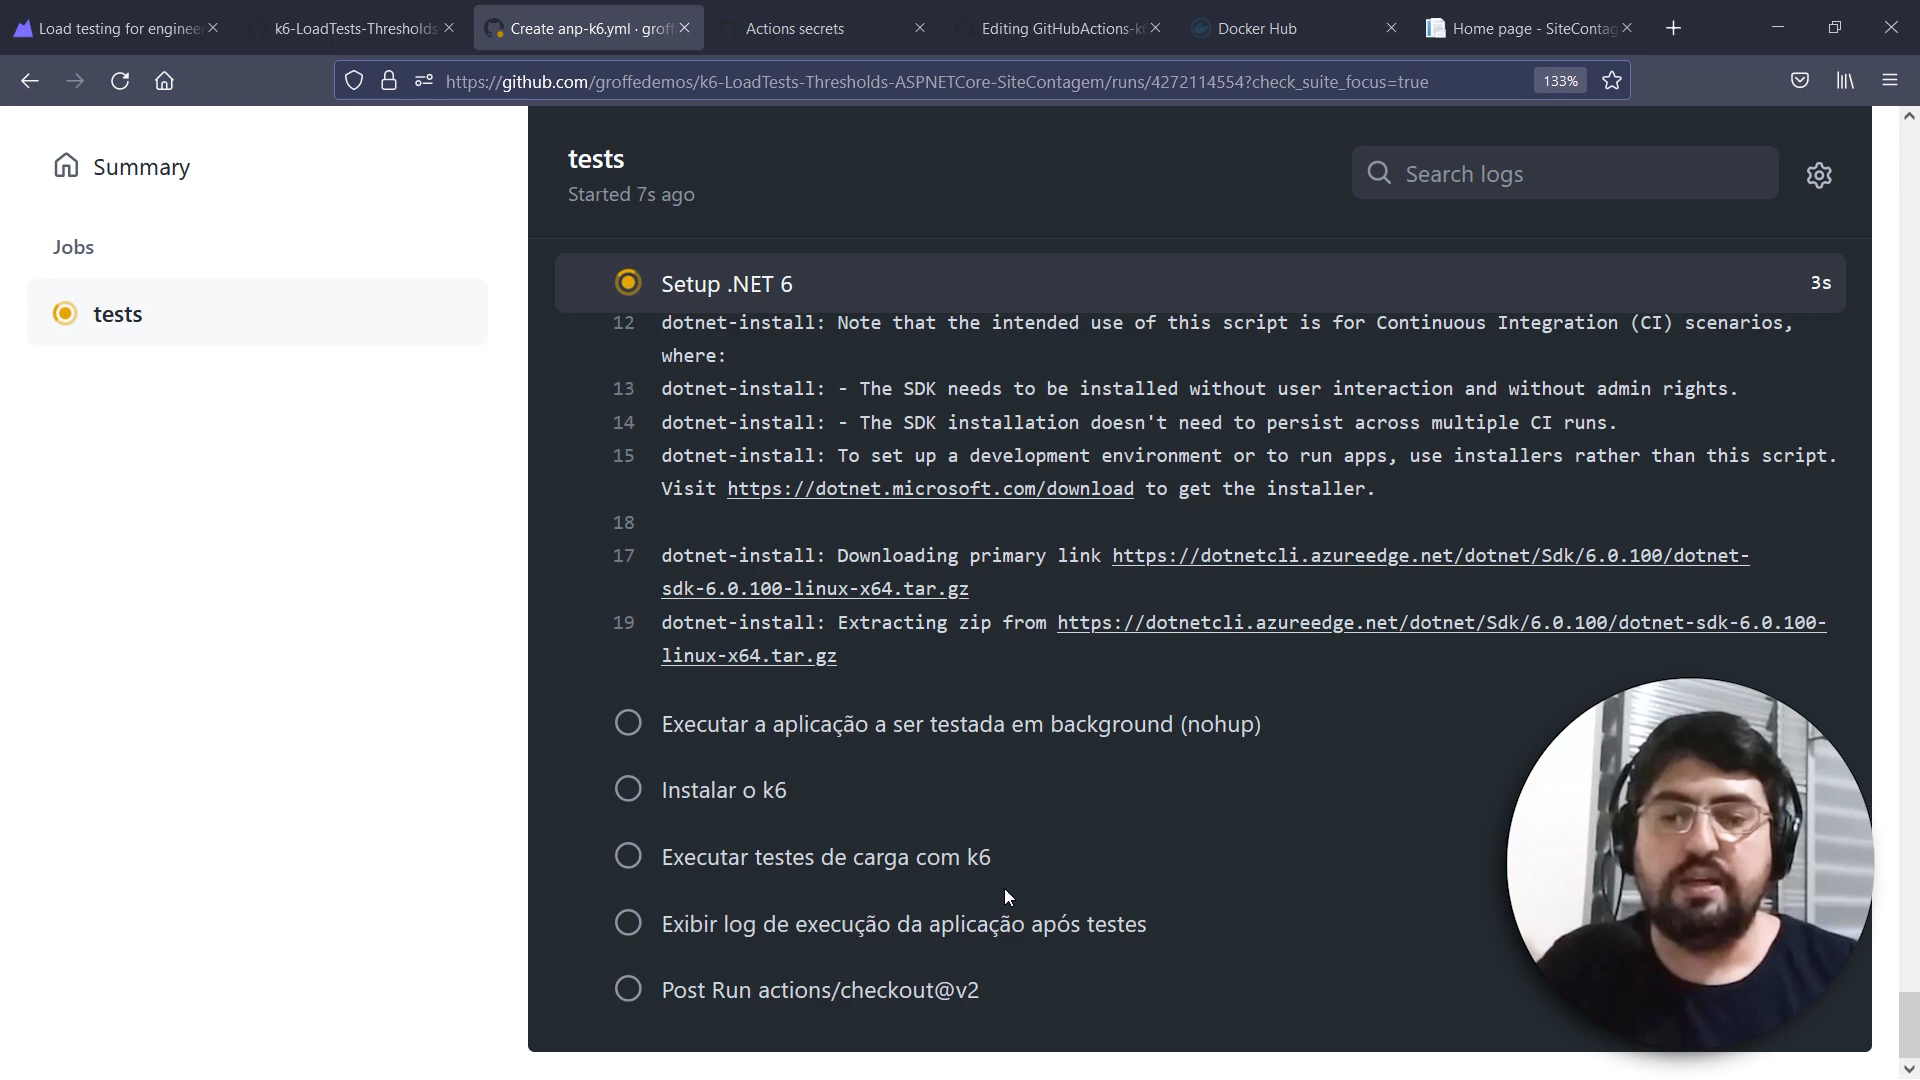 Load testing for enginee
k6-LoadTests-Thresholds
Create anp-k6.yml · grof
Actions secrets
Editing GitHubActions-k
Docker Hub
Home page - SiteContag
https://github.com/groffedemos/k6-LoadTests-Thresholds-ASPNETCore-SiteContagem/runs/4272114554?check_suite_focus=true
133%
Summary
Jobs
tests
tests
Started 7s ago
Search logs
Setup .NET 6
3s
12 dotnet-install: Note that the intended use of this script is for Continuous Integration (CI) scenarios,
where:
13 dotnet-install: - The SDK needs to be installed without user interaction and without admin rights.
14 dotnet-install: - The SDK installation doesn't need to persist across multiple CI runs.
15 dotnet-install: To set up a development environment or to run apps, use installers rather than this script.
Visit https://dotnet.microsoft.com/download to get the installer.
18
17 dotnet-install: Downloading primary link https://dotnetcli.azureedge.net/dotnet/Sdk/6.0.100/dotnet-
sdk-6.0.100-linux-x64.tar.gz
19 dotnet-install: Extracting zip from https://dotnetcli.azureedge.net/dotnet/Sdk/6.0.100/dotnet-sdk-6.0.100-
linux-x64.tar.gz
Executar a aplicação a ser testada em background (nohup)
Instalar o k6
Executar testes de carga com k6
Exibir log de execução da aplicação após testes
Post Run actions/checkout@v2